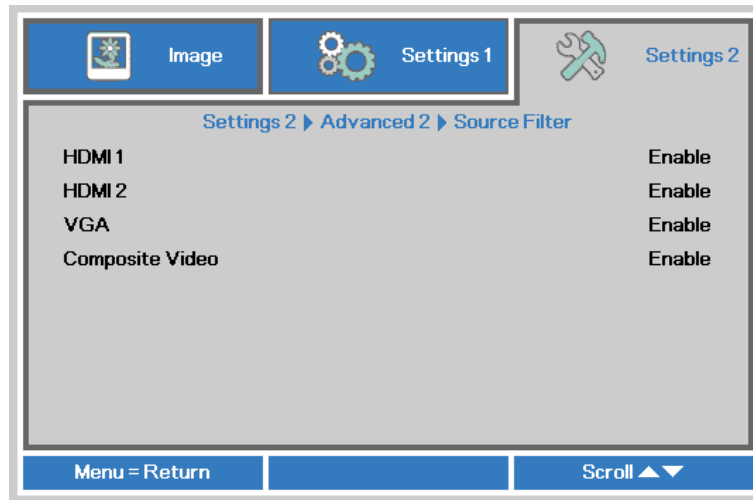 Image Settings 1 Settings 2
Settings 2 ▶ Advanced 2 ▶ Source Filter
HDMI 1 Enable
HDMI 2 Enable
VGA Enable
Composite Video Enable
Menu = Return Scroll ▲▼